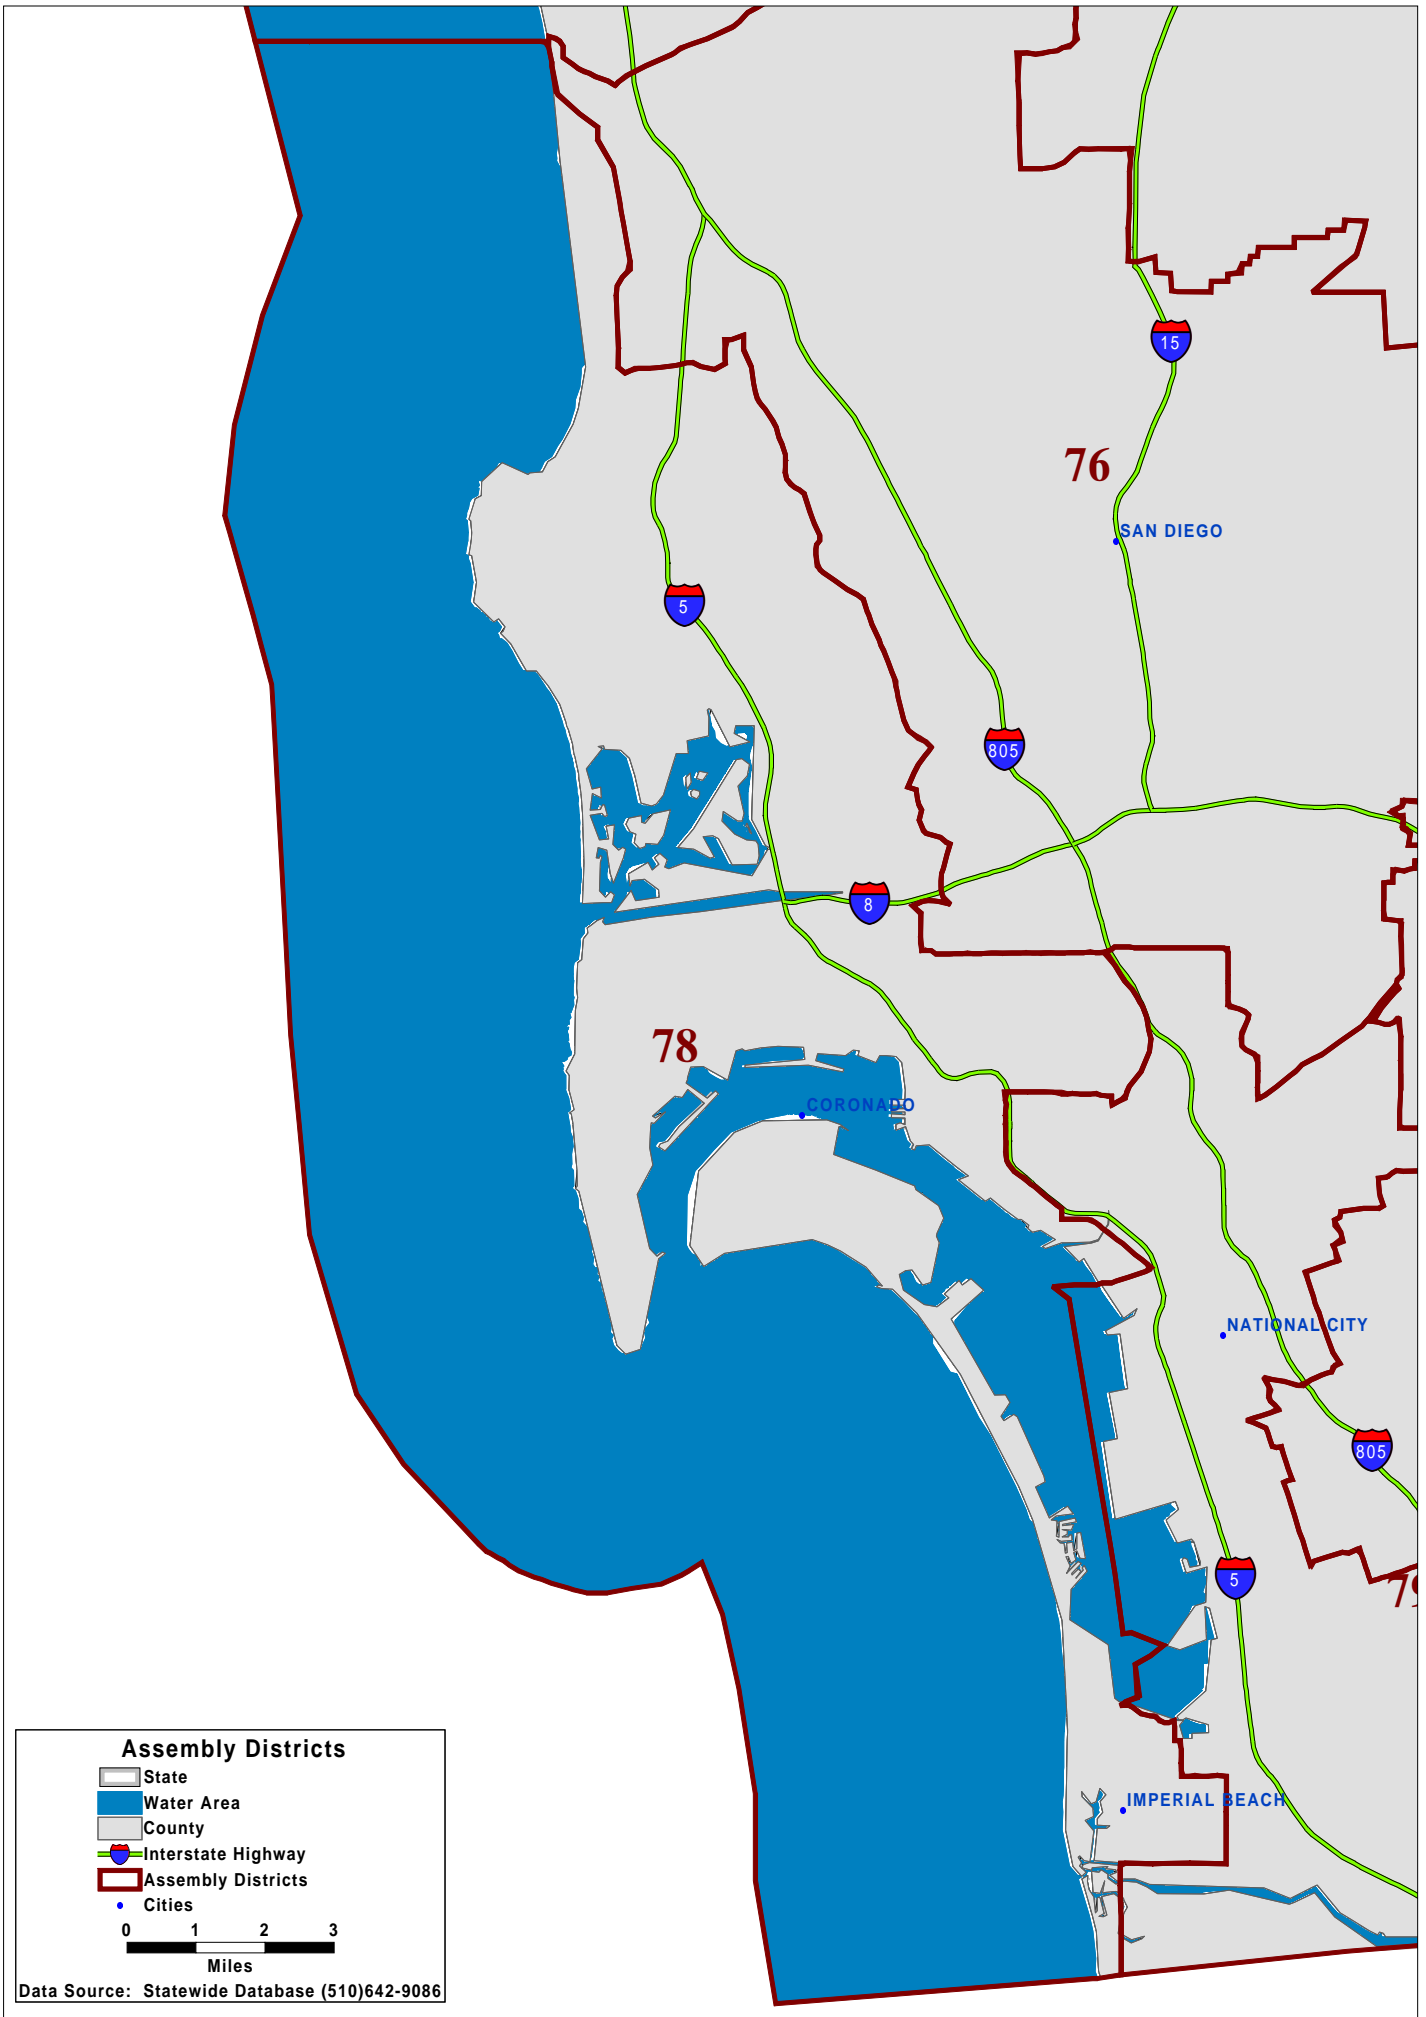 15
76
SAN DIEGO
5
805
8
78
CORONADO
NATIONAL CITY
805
5
79
IMPERIAL BEACH
Assembly Districts
State
Water Area
County
Interstate Highway
Assembly Districts
Cities
0 1 2 3
Miles
Data Source: Statewide Database (510)642-9086